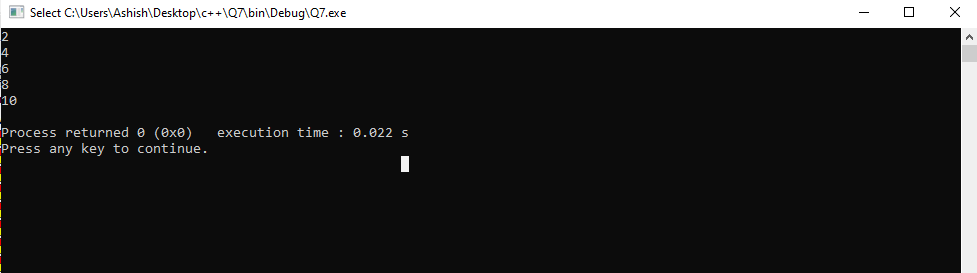 Select C:\Users\Ashish\Desktop\c++\Q7\bin\Debug\Q7.exe
2
4
6
8
10
Process returned 0 (0x0)   execution time : 0.022 s
Press any key to continue.